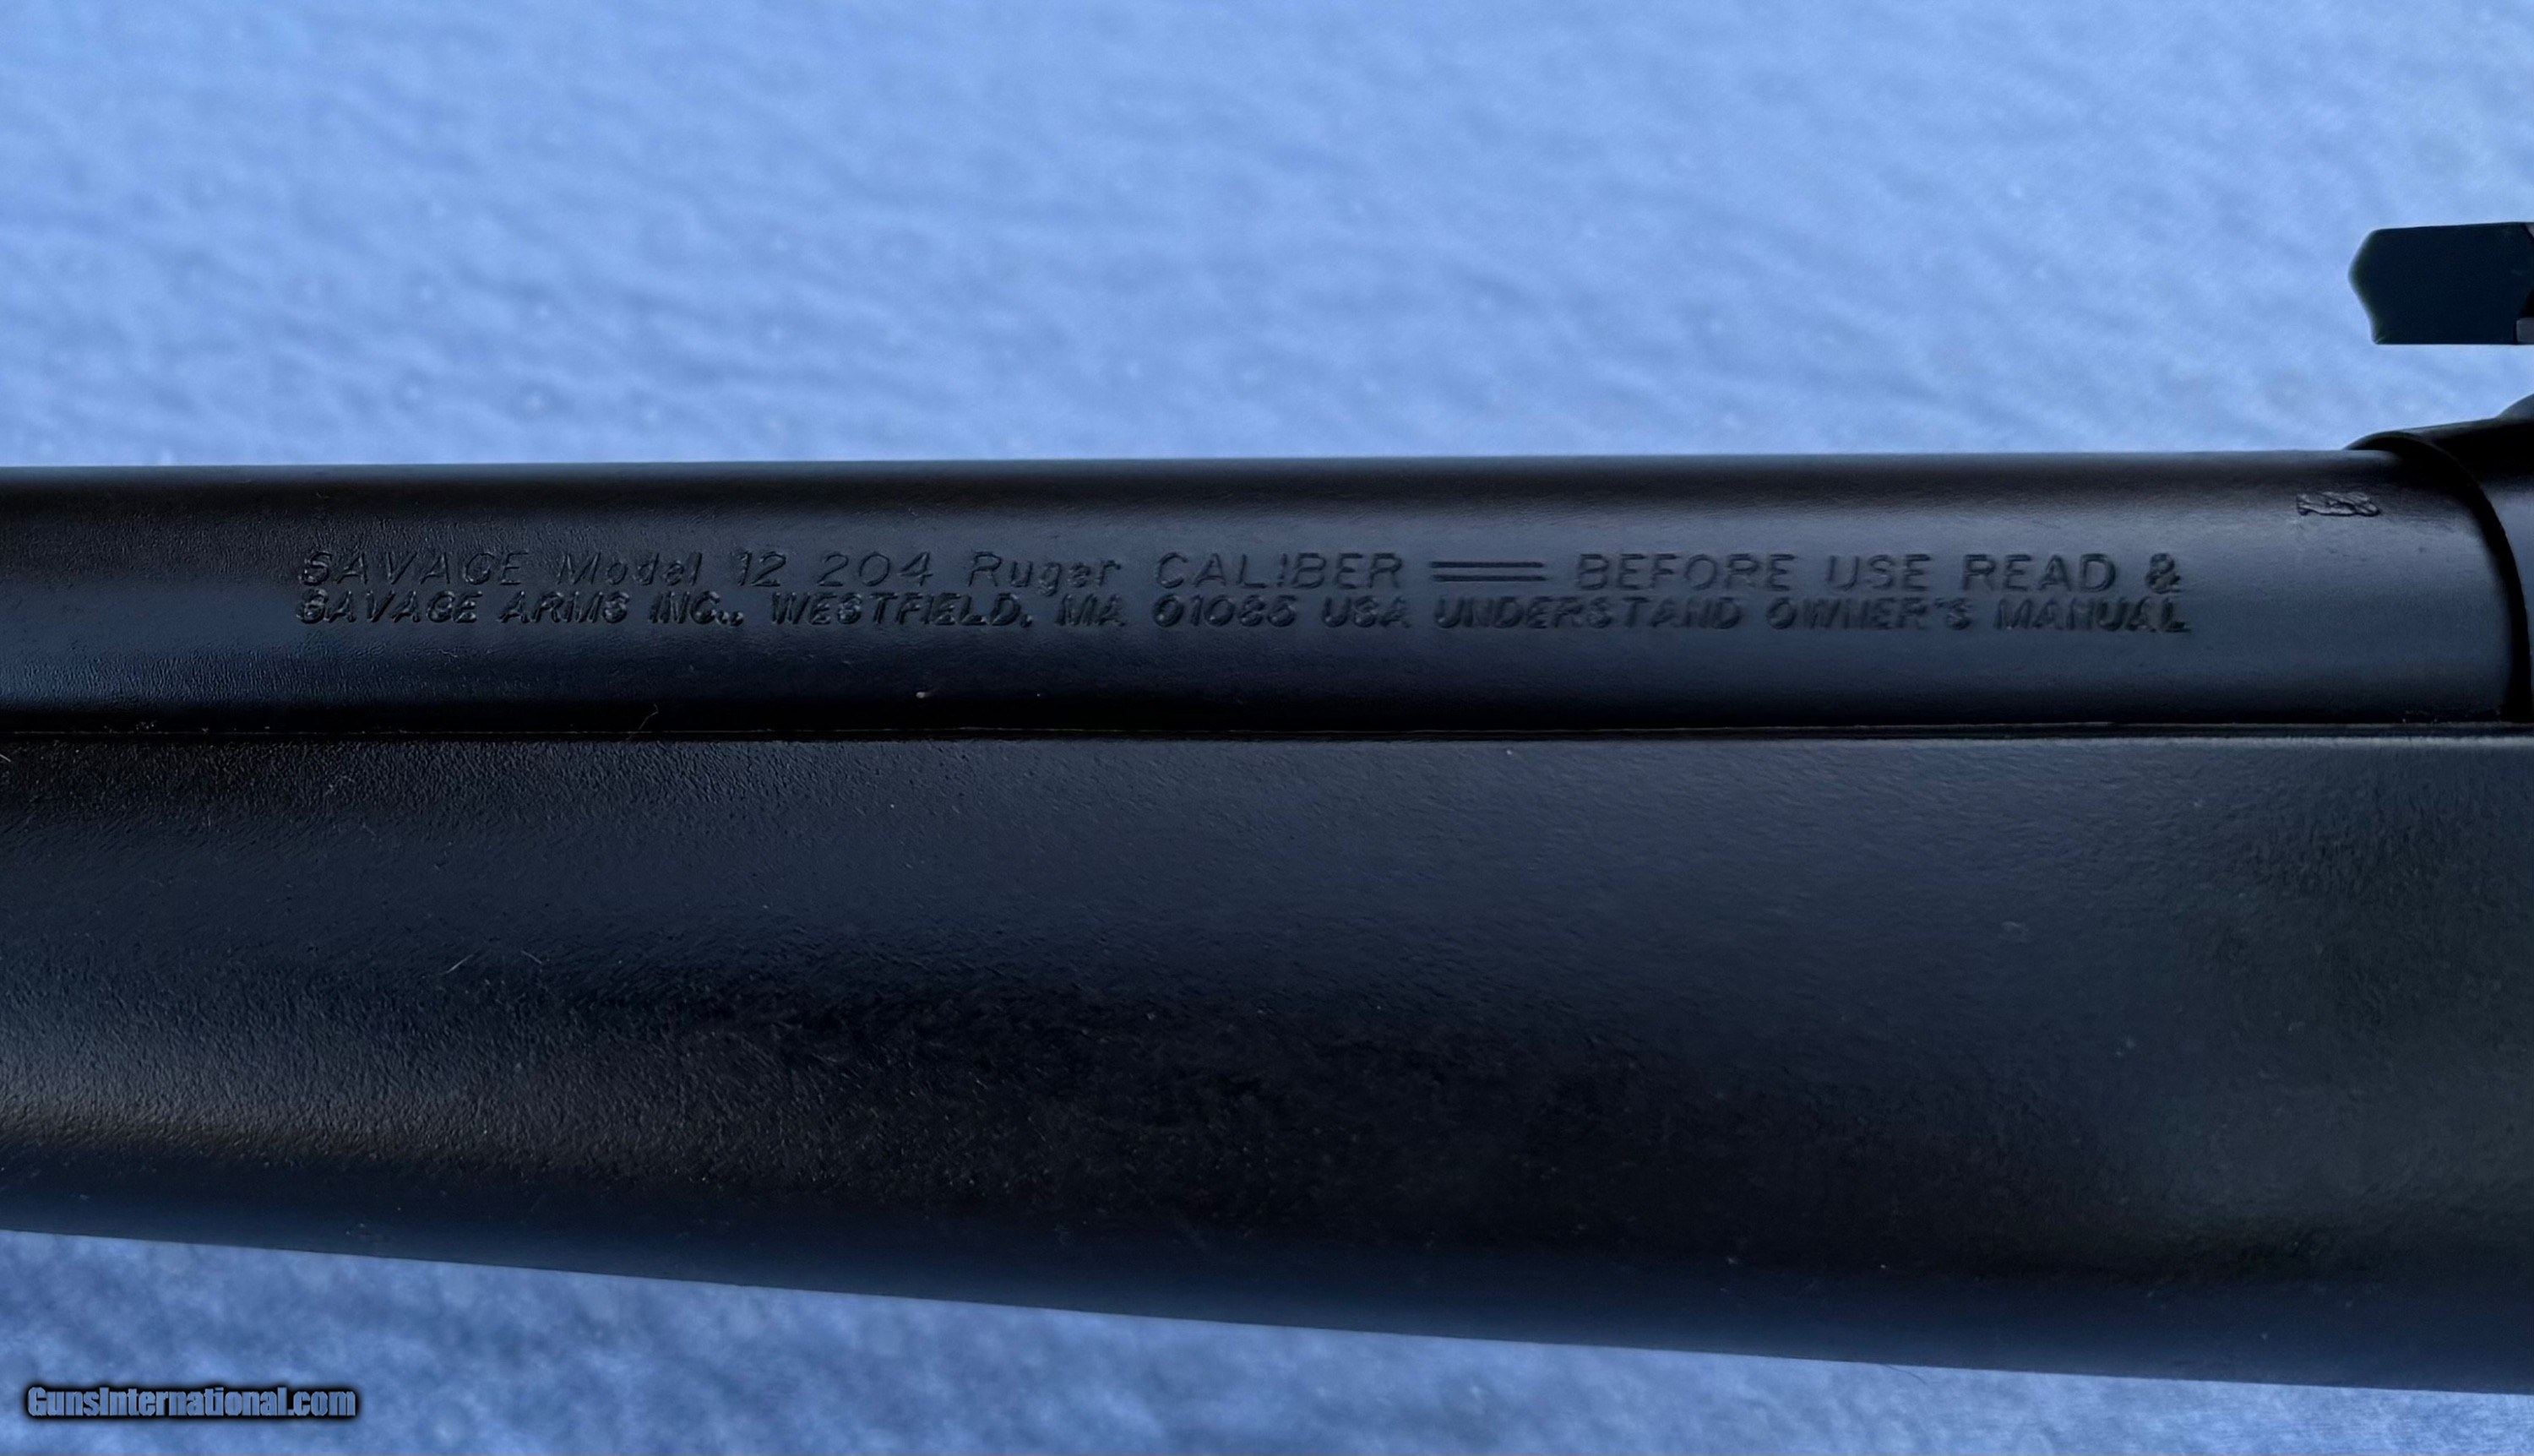 SAVAGE Model 12 204 Ruger CALIBER == BEFORE USE READ &
SAVAGE ARMS INC., WESTFIELD, MA 01085 USA UNDERSTAND OWNER'S MANUAL
GunsInternational.com